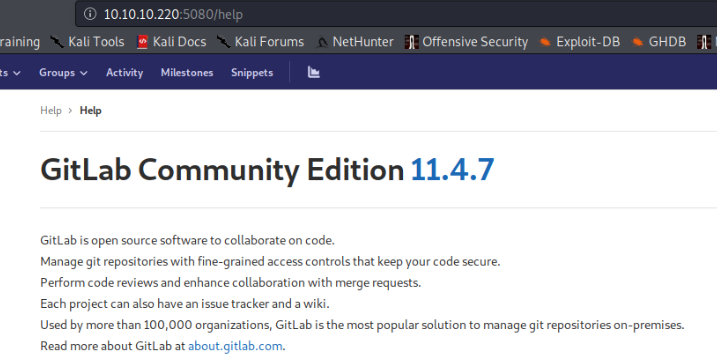 10.10.10.220:5080/help
raining Kali Tools Kali Docs Kali Forums NetHunter Offensive Security Exploit-DB GHDB
ts Groups Activity Milestones Snippets
Help > Help
GitLab Community Edition 11.4.7
GitLab is open source software to collaborate on code.
Manage git repositories with fine-grained access controls that keep your code secure.
Perform code reviews and enhance collaboration with merge requests.
Each project can also have an issue tracker and a wiki.
Used by more than 100,000 organizations, GitLab is the most popular solution to manage git repositories on-premises.
Read more about GitLab at about.gitlab.com.